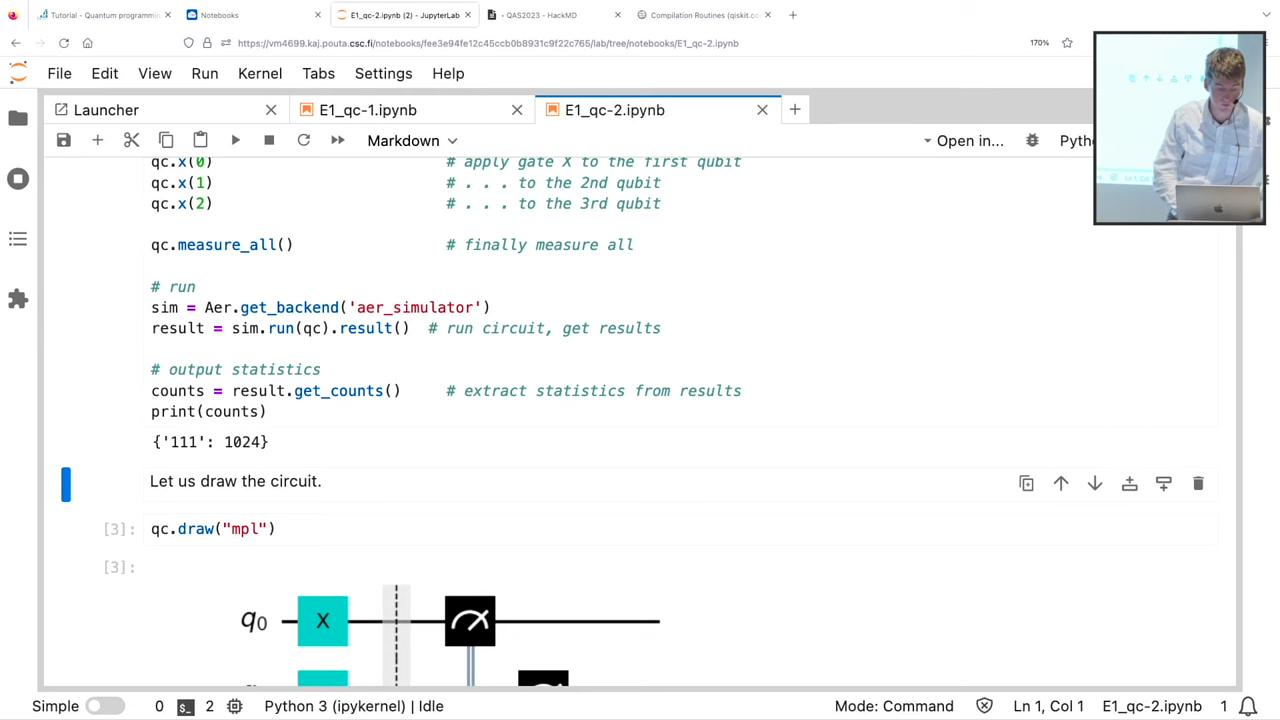 Tutorial - Quantum programmin
Notebooks
E1_qc-2.ipynb (2) - JupyterLab
- QAS2023 - HackMD
Compilation Routines (qiskit.co
https://vm4699.kaj.pouta.csc.fi/notebooks/fee3e94fe12c45ccb0b8931c9f22c765/lab/tree/notebooks/E1_qc-2.ipynb
170%
File Edit View Run Kernel Tabs Settings Help
Launcher
E1_qc-1.ipynb
E1_qc-2.ipynb
Markdown
Open in...
Pytho
qc.x(0) # apply gate X to the first qubit
qc.x(1) # . . . to the 2nd qubit
qc.x(2) # . . . to the 3rd qubit
qc.measure_all() # finally measure all
# run
sim = Aer.get_backend('aer_simulator')
result = sim.run(qc).result() # run circuit, get results
# output statistics
counts = result.get_counts() # extract statistics from results
print(counts)
{'111': 1024}
Let us draw the circuit.
[3]: qc.draw("mpl")
[3]:
q0 X
Simple 0 $_ 2 Python 3 (ipykernel) | Idle Mode: Command Ln 1, Col 1 E1_qc-2.ipynb 1